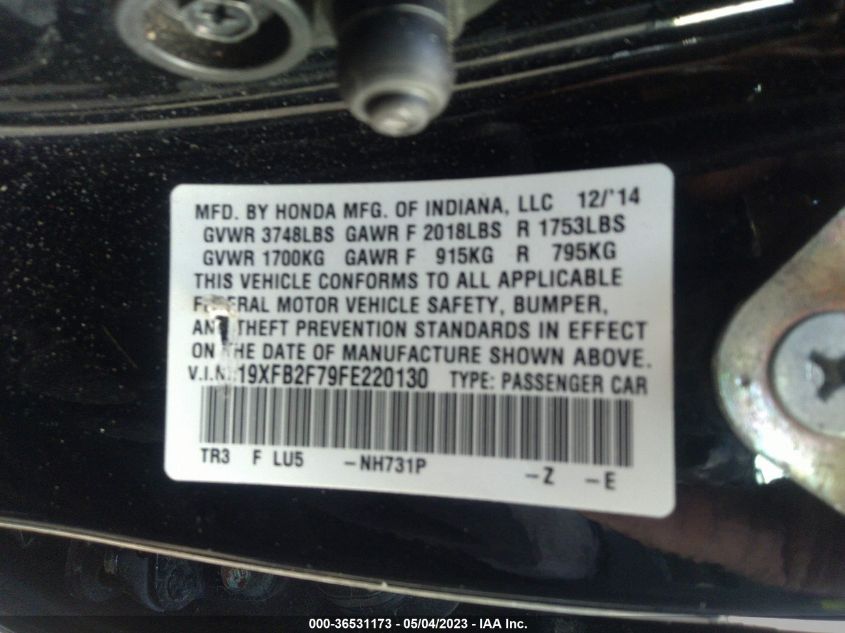 MFD. BY HONDA MFG. OF INDIANA, LLC 12/'14
GVWR 3748LBS GAWR F 2018LBS R 1753LBS
GVWR 1700KG GAWR F 915KG R 795KG
THIS VEHICLE CONFORMS TO ALL APPLICABLE
FEDERAL MOTOR VEHICLE SAFETY, BUMPER,
AND THEFT PREVENTION STANDARDS IN EFFECT
ON THE DATE OF MANUFACTURE SHOWN ABOVE.
V.I.N.: 19XFB2F79FE220130 TYPE: PASSENGER CAR
TR3 F LU5 -NH731P -Z -E
000-36531173 - 05/04/2023 - IAA Inc.